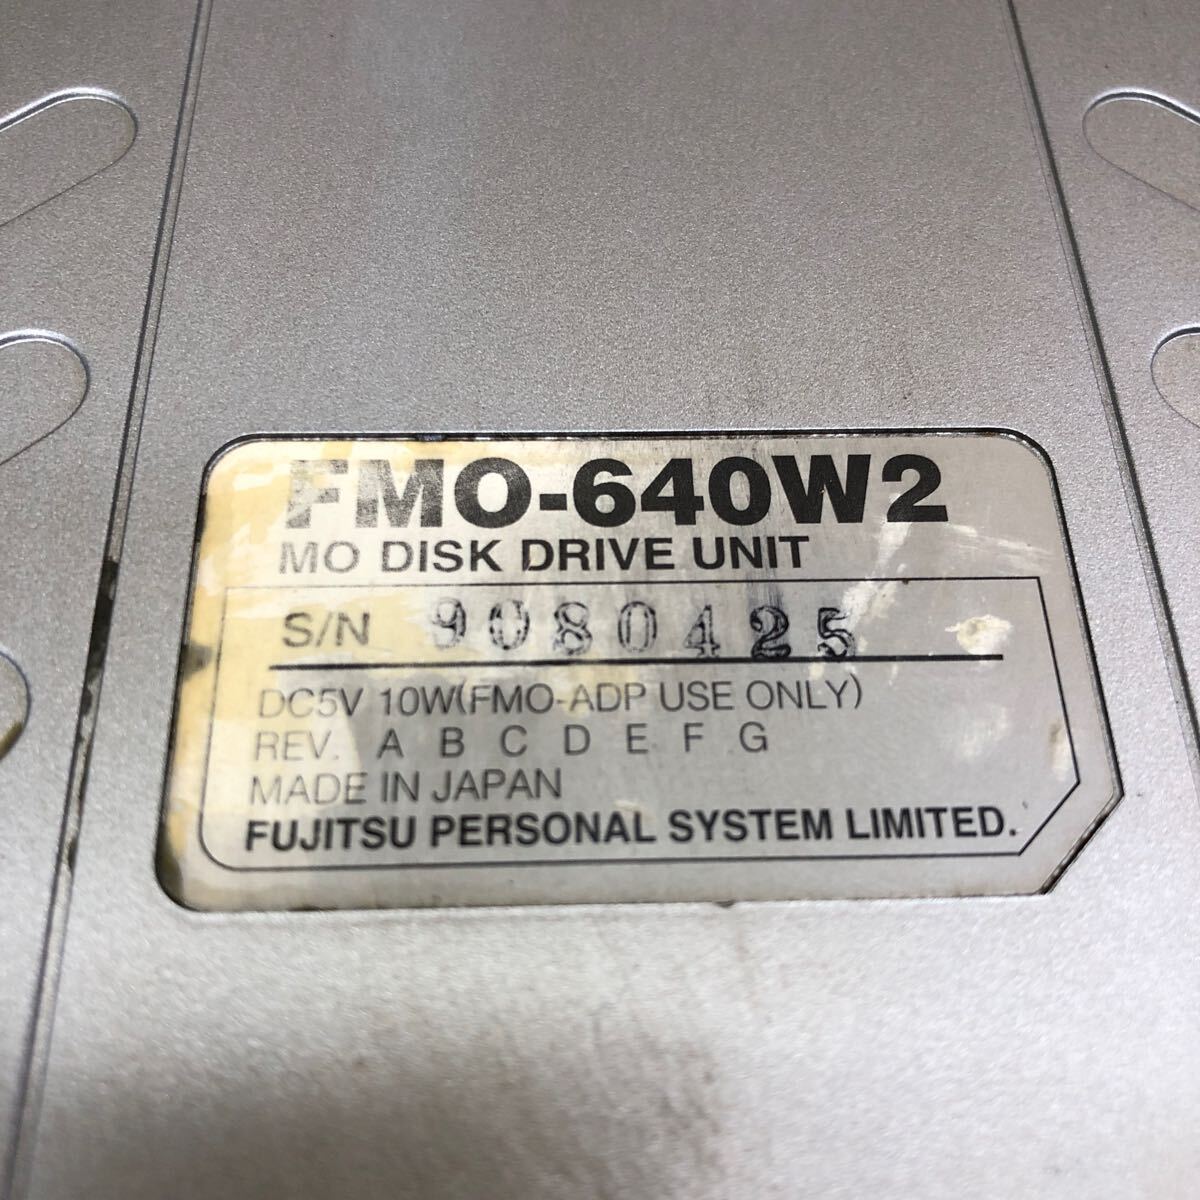 FMO-640W2
MO DISK DRIVE UNIT
S/N 9080425
DC5V 10W(FMO-ADP USE ONLY)
REV. A B C D E F G
MADE IN JAPAN
FUJITSU PERSONAL SYSTEM LIMITED.